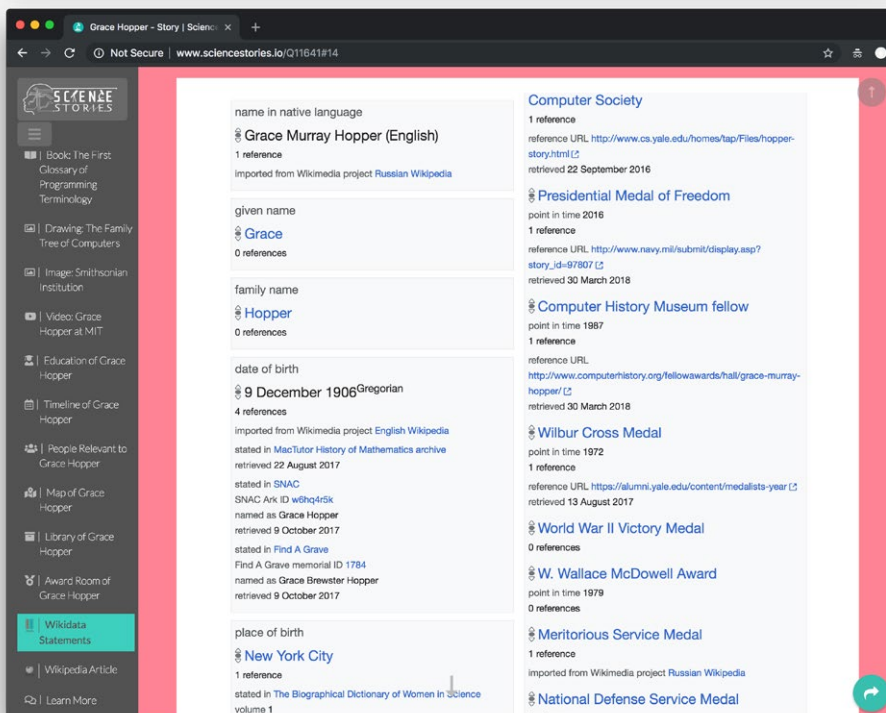 Grace Hopper - Story | Science
Not Secure | www.sciencestories.io/Q11641#14
SCIENCE
STORIES
Book: The First
Glossary of
Programming
Terminology
Drawing: The Family
Tree of Computers
Image: Smithsonian
Institution
Video: Grace
Hopper at MIT
Education of Grace
Hopper
Timeline of Grace
Hopper
People Relevant to
Grace Hopper
Map of Grace
Hopper
Library of Grace
Hopper
Award Room of
Grace Hopper
Wikidata
Statements
Wikipedia Article
Learn More
name in native language
Grace Murray Hopper (English)
1 reference
imported from Wikimedia project Russian Wikipedia
given name
Grace
0 references
family name
Hopper
0 references
date of birth
9 December 1906Gregorian
4 references
imported from Wikimedia project English Wikipedia
stated in MacTutor History of Mathematics archive
retrieved 22 August 2017
stated in SNAC
SNAC Ark ID w6hq4r5k
named as Grace Hopper
retrieved 9 October 2017
stated in Find A Grave
Find A Grave memorial ID 1784
named as Grace Brewster Hopper
retrieved 9 October 2017
place of birth
New York City
1 reference
stated in The Biographical Dictionary of Women in Science
volume 1
Computer Society
1 reference
reference URL http://www.cs.yale.edu/homes/tap/Files/hopper-
story.html
retrieved 22 September 2016
Presidential Medal of Freedom
point in time 2016
1 reference
reference URL http://www.navy.mil/submit/display.asp?
story_id=97807
retrieved 30 March 2018
Computer History Museum fellow
point in time 1987
1 reference
reference URL
http://www.computerhistory.org/fellowawards/hall/grace-murray-
hopper/
retrieved 30 March 2018
Wilbur Cross Medal
point in time 1972
1 reference
reference URL https://alumni.yale.edu/content/medalists-year
retrieved 13 August 2017
World War II Victory Medal
0 references
W. Wallace McDowell Award
point in time 1979
0 references
Meritorious Service Medal
1 reference
imported from Wikimedia project Russian Wikipedia
National Defense Service Medal